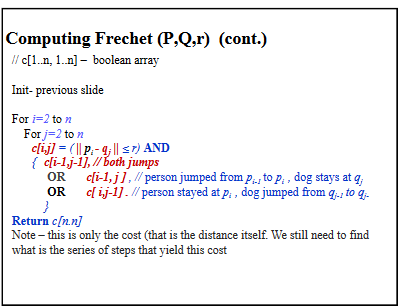 Computing Frechet (P,Q,r) (cont.)
// c[1..n, 1..n] – boolean array
Init- previous slide
For i=2 to n
For j=2 to n
c[i,j] = ( || pi - qj || ≤ r) AND
{ c[i-1,j-1], // both jumps
OR c[i-1, j ] , // person jumped from pi-1 to pi , dog stays at qj
OR c[ i,j-1] . // person stayed at pi , dog jumped from qj-1 to qj.
}
Return c[n.n]
Note – this is only the cost (that is the distance itself. We still need to find
what is the series of steps that yield this cost